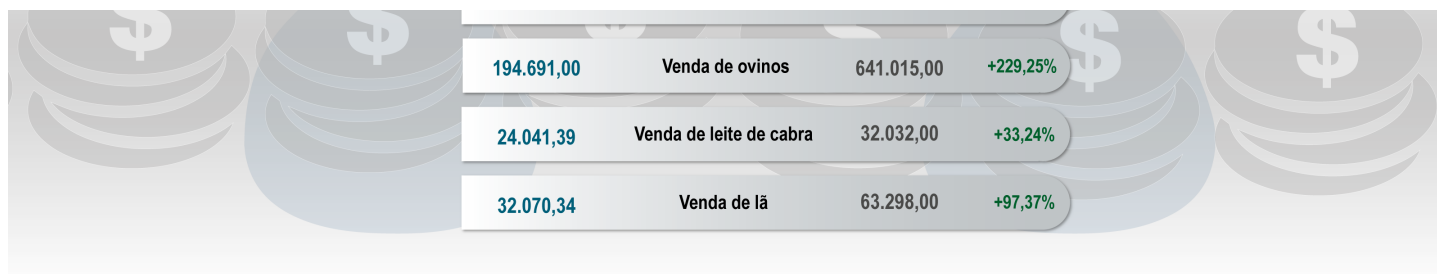 $ $ $ $
194.691,00 Venda de ovinos 641.015,00 +229,25%
24.041,39 Venda de leite de cabra 32.032,00 +33,24%
32.070,34 Venda de lã 63.298,00 +97,37%